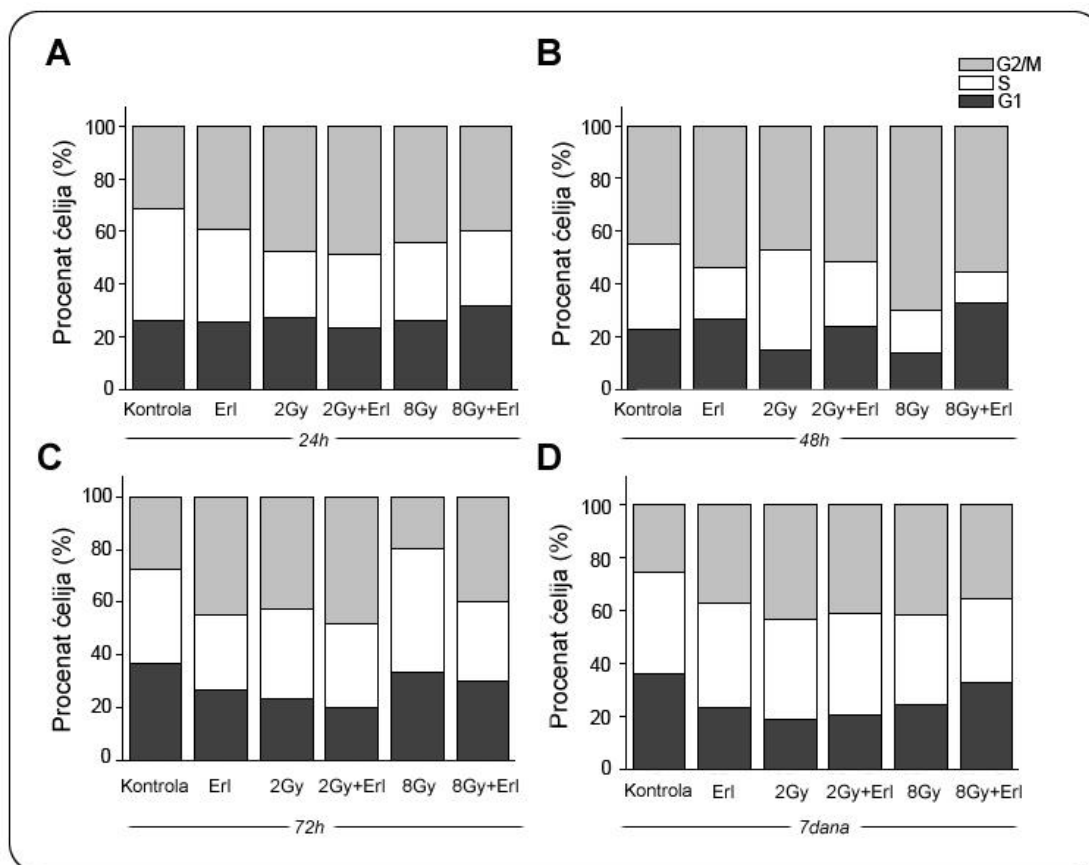 A
B
G2/M
S
G1
Procenat ćelija (%)
100
80
60
40
20
0
Kontrola Erl 2Gy 2Gy+Erl 8Gy 8Gy+Erl
24h
Procenat ćelija (%)
100
80
60
40
20
0
Kontrola Erl 2Gy 2Gy+Erl 8Gy 8Gy+Erl
48h
C
D
Procenat ćelija (%)
100
80
60
40
20
0
Kontrola Erl 2Gy 2Gy+Erl 8Gy 8Gy+Erl
72h
Procenat ćelija (%)
100
80
60
40
20
0
Kontrola Erl 2Gy 2Gy+Erl 8Gy 8Gy+Erl
7dana